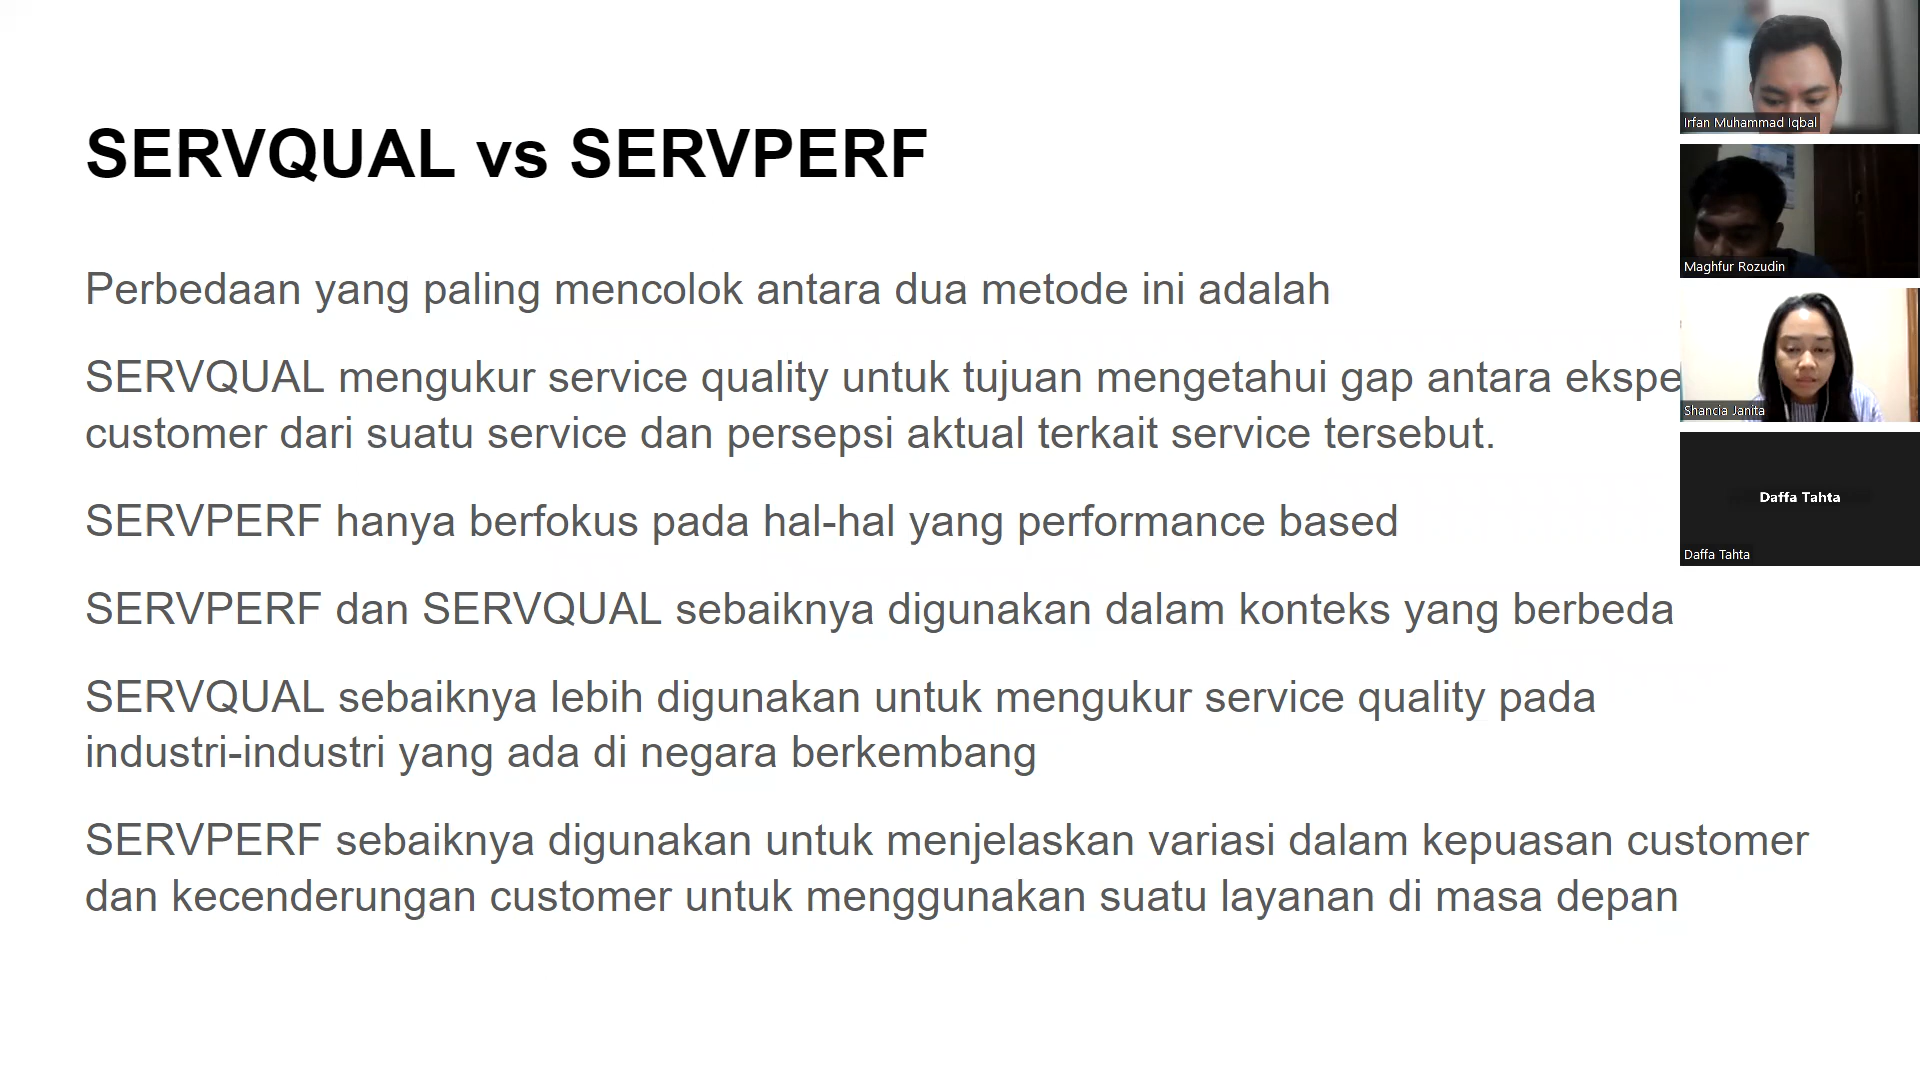 SERVQUAL vs SERVPERF
Perbedaan yang paling mencolok antara dua metode ini adalah
SERVQUAL mengukur service quality untuk tujuan mengetahui gap antara
customer dari suatu service dan persepsi aktual terkait service tersebut.
SERVPERF hanya berfokus pada hal-hal yang performance based
SERVPERF dan SERVQUAL sebaiknya digunakan dalam konteks yang berbeda
SERVQUAL sebaiknya lebih digunakan untuk mengukur service quality pada
industri-industri yang ada di negara berkembang
SERVPERF sebaiknya digunakan untuk menjelaskan variasi dalam kepuasan customer
dan kecenderungan customer untuk menggunakan suatu layanan di masa depan
Irfan Muhammad Iqbal
Maghfur Rozudin
Shancia Janita
Daffa Tahta
Daffa Tahta